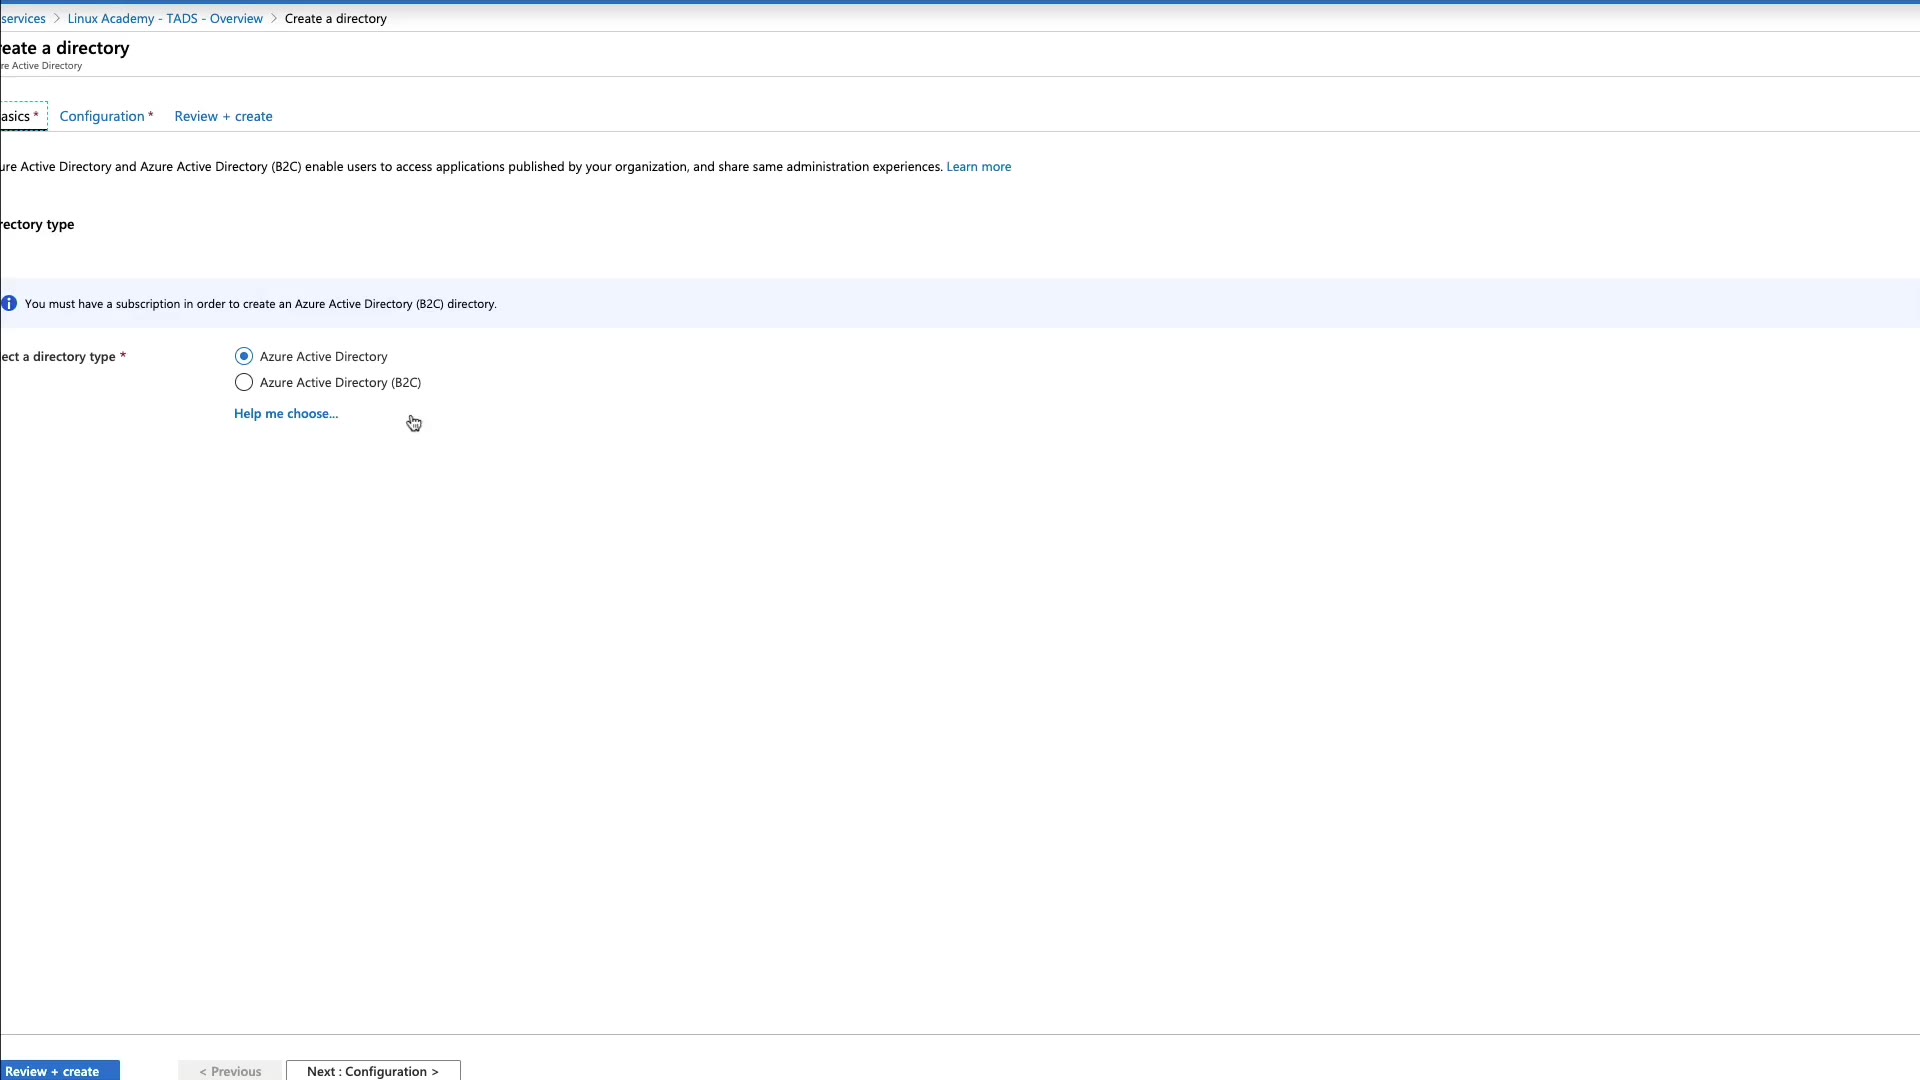 services > Linux Academy - TADS - Overview > Create a directory
reate a directory
re Active Directory
asics * Configuration * Review + create
ure Active Directory and Azure Active Directory (B2C) enable users to access applications published by your organization, and share same administration experiences. Learn more
rectory type
You must have a subscription in order to create an Azure Active Directory (B2C) directory.
ect a directory type * Azure Active Directory
Azure Active Directory (B2C)
Help me choose...
Review + create < Previous Next : Configuration >